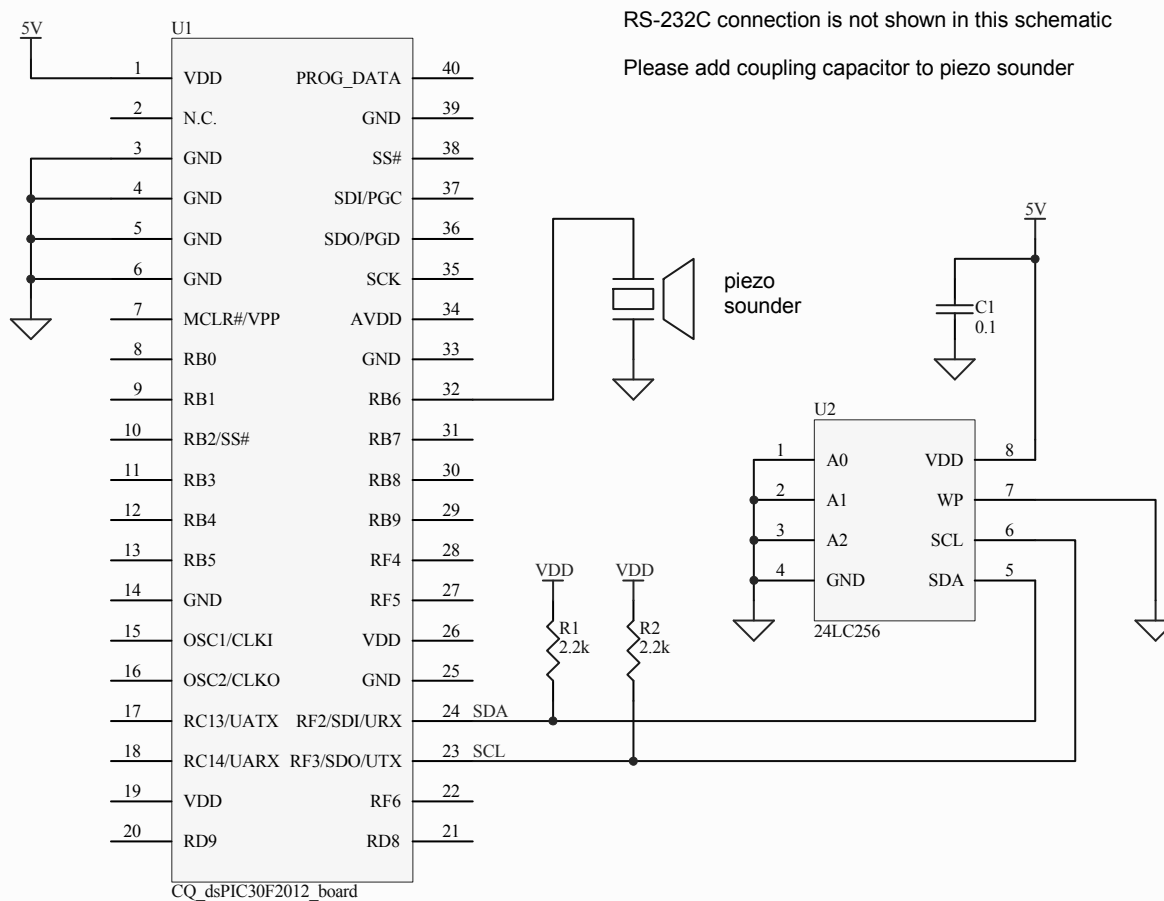 RS-232C connection is not shown in this schematic
Please add coupling capacitor to piezo sounder
5V
U1
1 VDD PROG_DATA 40
2 N.C. GND 39
3 GND SS# 38
4 GND SDI/PGC 37
5 GND SDO/PGD 36
6 GND SCK 35
7 MCLR#/VPP AVDD 34
8 RB0 GND 33
9 RB1 RB6 32
10 RB2/SS# RB7 31
11 RB3 RB8 30
12 RB4 RB9 29
13 RB5 RF4 28
14 GND RF5 27
15 OSC1/CLKI VDD 26
16 OSC2/CLKO GND 25
17 RC13/UATX RF2/SDI/URX 24 SDA
18 RC14/UARX RF3/SDO/UTX 23 SCL
19 VDD RF6 22
20 RD9 RD8 21
CQ_dsPIC30F2012_board
piezo
sounder
5V
C1
0.1
U2
1 A0 VDD 8
2 A1 WP 7
3 A2 SCL 6
4 GND SDA 5
24LC256
VDD
R1
2.2k
VDD
R2
2.2k